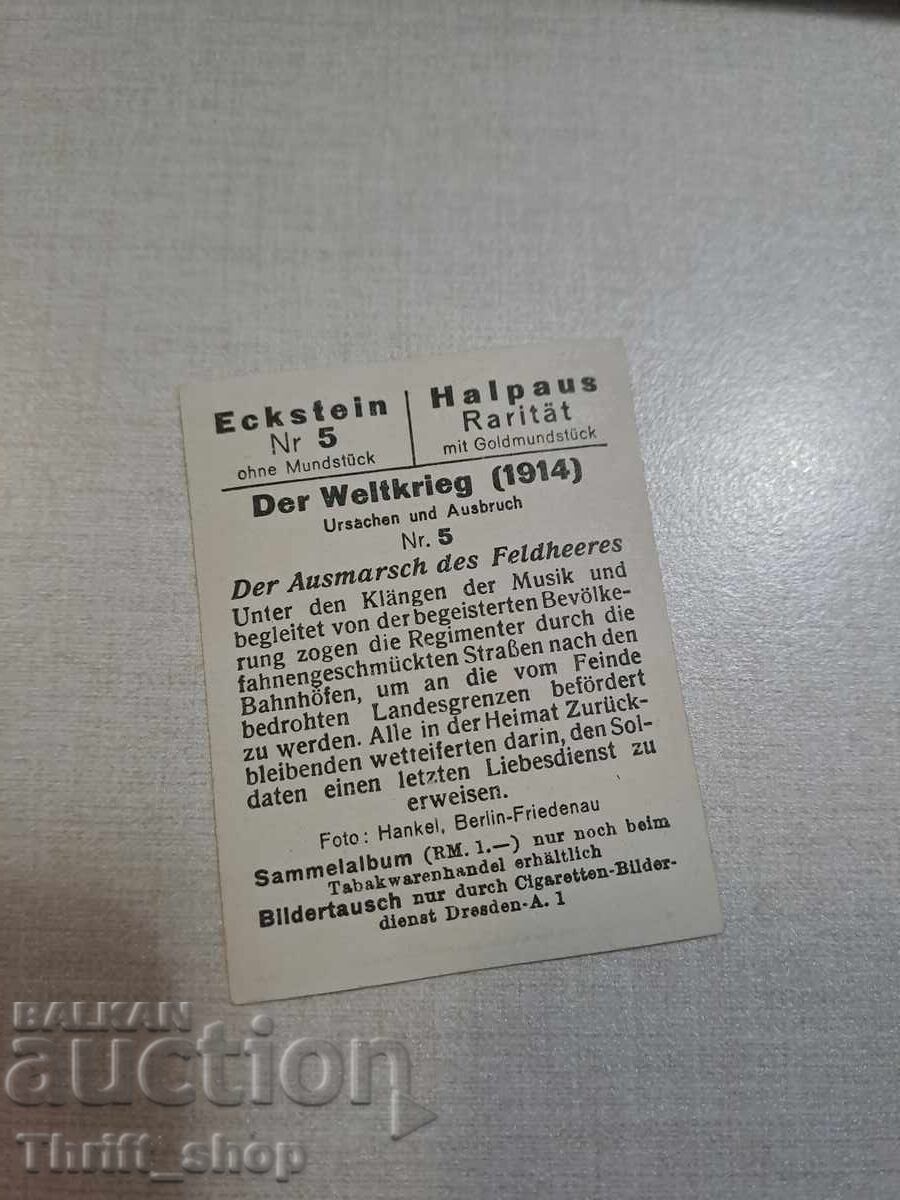 Eckstein
Nr 5
ohne Mundstück
Halpaus
Rarität
mit Goldmundstück
Der Weltkrieg (1914)
Ursachen und Ausbruch
Nr. 5
Der Ausmarsch des Feldheeres
Unter den Klängen der Musik und
begleitet von der begeisterten Bevölke-
rung zogen die Regimenter durch die
fahnengeschmückten Straßen nach den
Bahnhöfen, um an die vom Feinde
bedrohten Landesgrenzen befördert
zu werden. Alle in der Heimat Zurück-
bleibenden wetteiferten darin, den Sol-
daten einen letzten Liebesdienst zu
erweisen.
Foto: Hankel, Berlin-Friedenau
Sammelalbum (RM. 1.—) nur noch beim
Tabakwarenhandel erhältlich
Bildertausch nur durch Cigaretten-Bilder-
dienst Dresden-A. 1
BALKAN
auction
Thrift_shop